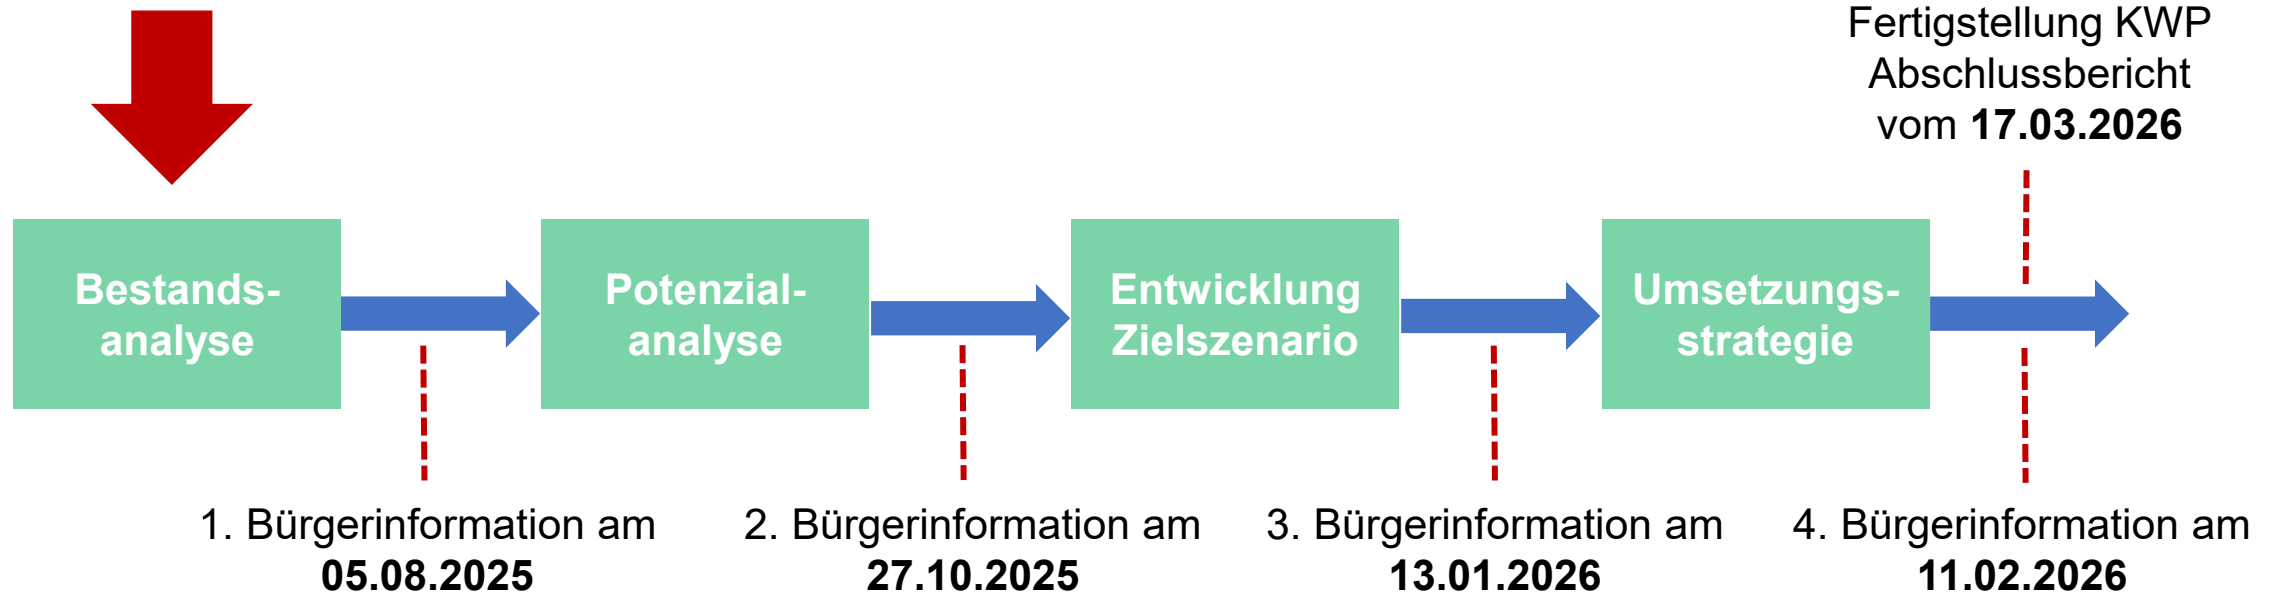 Fertigstellung KWP
Abschlussbericht
vom 17.03.2026
Bestands-
analyse
Potenzial-
analyse
Entwicklung
Zielszenario
Umsetzungs-
strategie
1. Bürgerinformation am
05.08.2025
2. Bürgerinformation am
27.10.2025
3. Bürgerinformation am
13.01.2026
4. Bürgerinformation am
11.02.2026